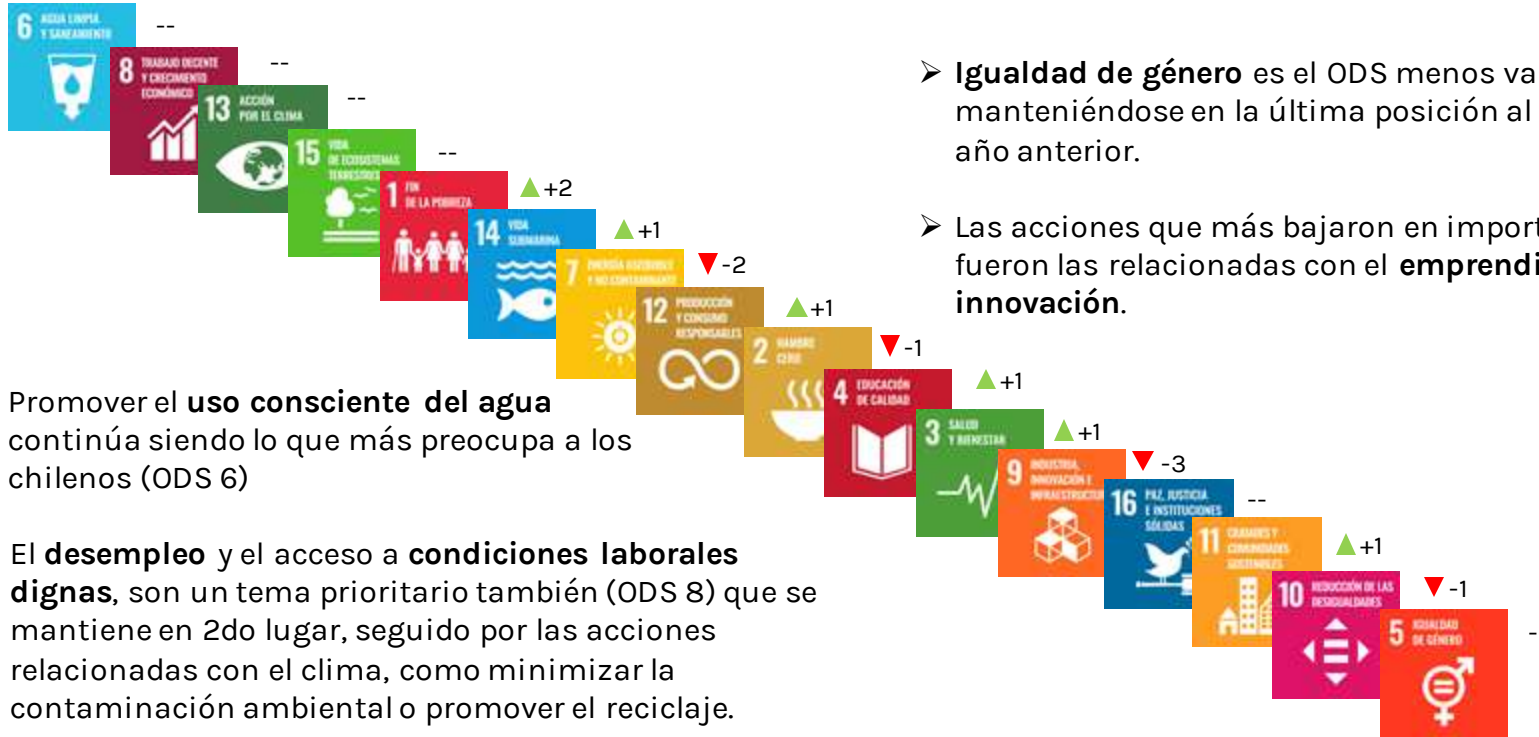 6 AGUA LIMPIA
Y SANEAMIENTO
--
8 TRABAJO DECENTE
Y CRECIMIENTO
ECONÓMICO
--
13 ACCIÓN
POR EL CLIMA
--
15 VIDA
DE ECOSISTEMAS
TERRESTRES
--
1 FIN
DE LA POBREZA
+2
14 VIDA
SUBMARINA
+1
7 ENERGÍA ASEQUIBLE
Y NO CONTAMINANTE
-2
12 PRODUCCIÓN
Y CONSUMO
RESPONSABLES
+1
2 HAMBRE
CERO
-1
4 EDUCACIÓN
DE CALIDAD
+1
3 SALUD
Y BIENESTAR
+1
9 INDUSTRIA,
INNOVACIÓN E
INFRAESTRUCTUR
-3
16 PAZ, JUSTICIA
E INSTITUCIONES
SÓLIDAS
--
11 CIUDADES Y
COMUNIDADES
SOSTENIBLES
+1
10 REDUCCIÓN DE LAS
DESIGUALDADES
-1
5 IGUALDAD
DE GÉNERO
-
➢ Igualdad de género es el ODS menos va
manteniéndose en la última posición al
año anterior.
➢ Las acciones que más bajaron en import
fueron las relacionadas con el emprendi
innovación.
Promover el uso consciente del agua
continúa siendo lo que más preocupa a los
chilenos (ODS 6)
El desempleo y el acceso a condiciones laborales
dignas, son un tema prioritario también (ODS 8) que se
mantiene en 2do lugar, seguido por las acciones
relacionadas con el clima, como minimizar la
contaminación ambiental o promover el reciclaje.